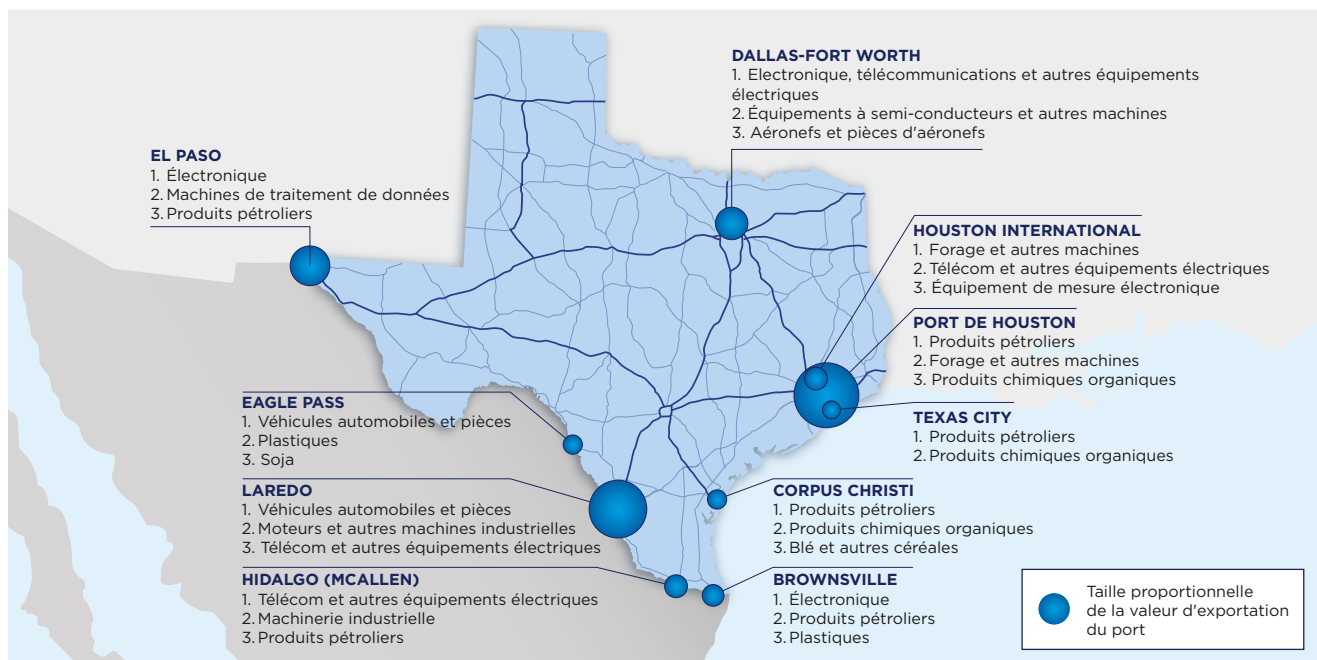 DALLAS-FORT WORTH
1. Electronique, télécommunications et autres équipements
électriques
2. Équipements à semi-conducteurs et autres machines
3. Aéronefs et pièces d'aéronefs
EL PASO
1. Électronique
2. Machines de traitement de données
3. Produits pétroliers
HOUSTON INTERNATIONAL
1. Forage et autres machines
2. Télécom et autres équipements électriques
3. Équipement de mesure électronique
PORT DE HOUSTON
1. Produits pétroliers
2. Forage et autres machines
3. Produits chimiques organiques
EAGLE PASS
1. Véhicules automobiles et pièces
2. Plastiques
3. Soja
TEXAS CITY
1. Produits pétroliers
2. Produits chimiques organiques
LAREDO
1. Véhicules automobiles et pièces
2. Moteurs et autres machines industrielles
3. Télécom et autres équipements électriques
CORPUS CHRISTI
1. Produits pétroliers
2. Produits chimiques organiques
3. Blé et autres céréales
HIDALGO (MCALLEN)
1. Télécom et autres équipements électriques
2. Machinerie industrielle
3. Produits pétroliers
BROWNSVILLE
1. Électronique
2. Produits pétroliers
3. Plastiques
Taille proportionnelle
de la valeur d'exportation
du port